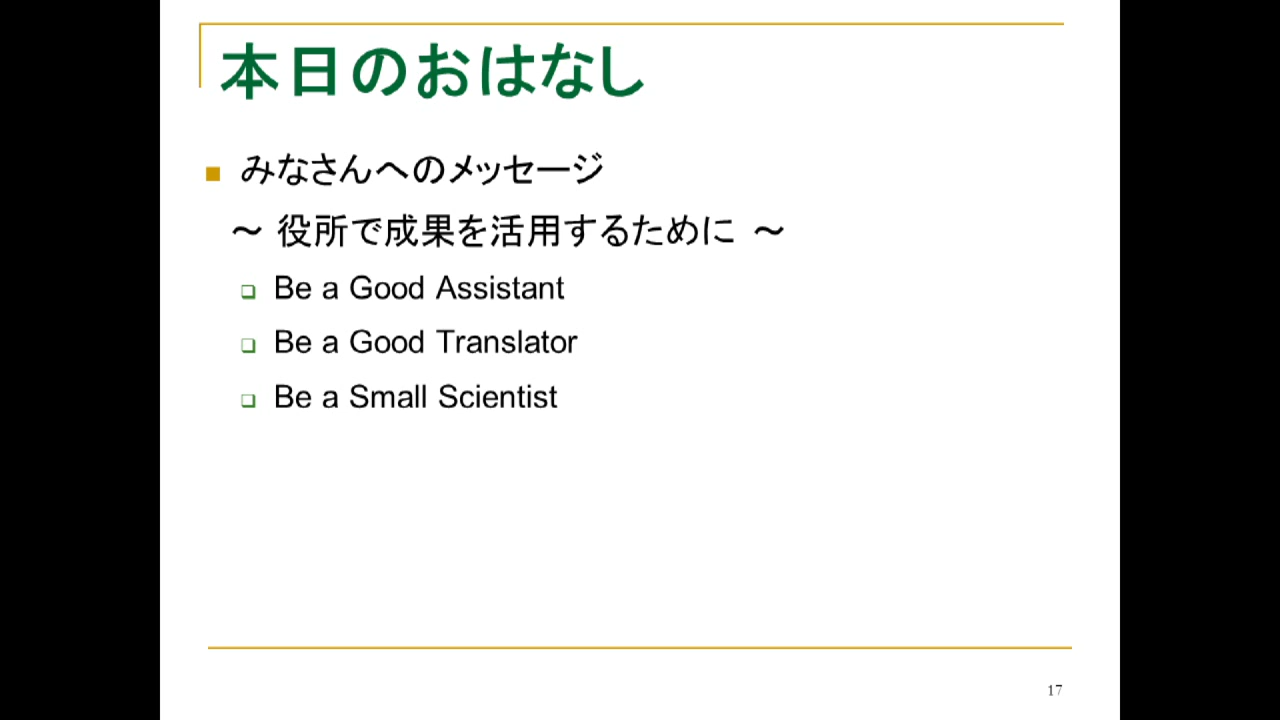 本日のおはなし
みなさんへのメッセージ
～ 役所で成果を活用するために ～
Be a Good Assistant
Be a Good Translator
Be a Small Scientist
17